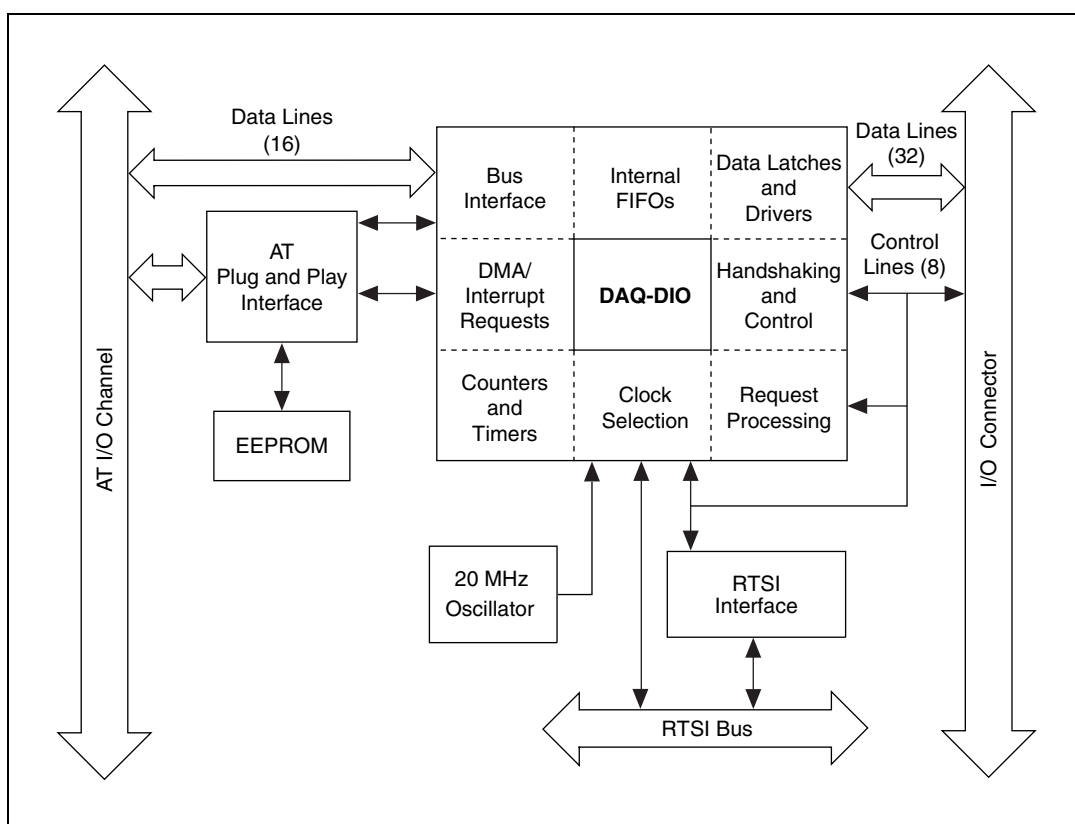 Data Lines
(16)
Data Lines
(32)
Bus
Interface
Internal
FIFOs
Data Latches
and
Drivers
AT
Plug and Play
Interface
DMA/
Interrupt
Requests
DAQ-DIO
Handshaking
and
Control
Control
Lines (8)
Counters
and
Timers
Clock
Selection
Request
Processing
EEPROM
AT I/O Channel
I/O Connector
20 MHz
Oscillator
RTSI
Interface
RTSI Bus